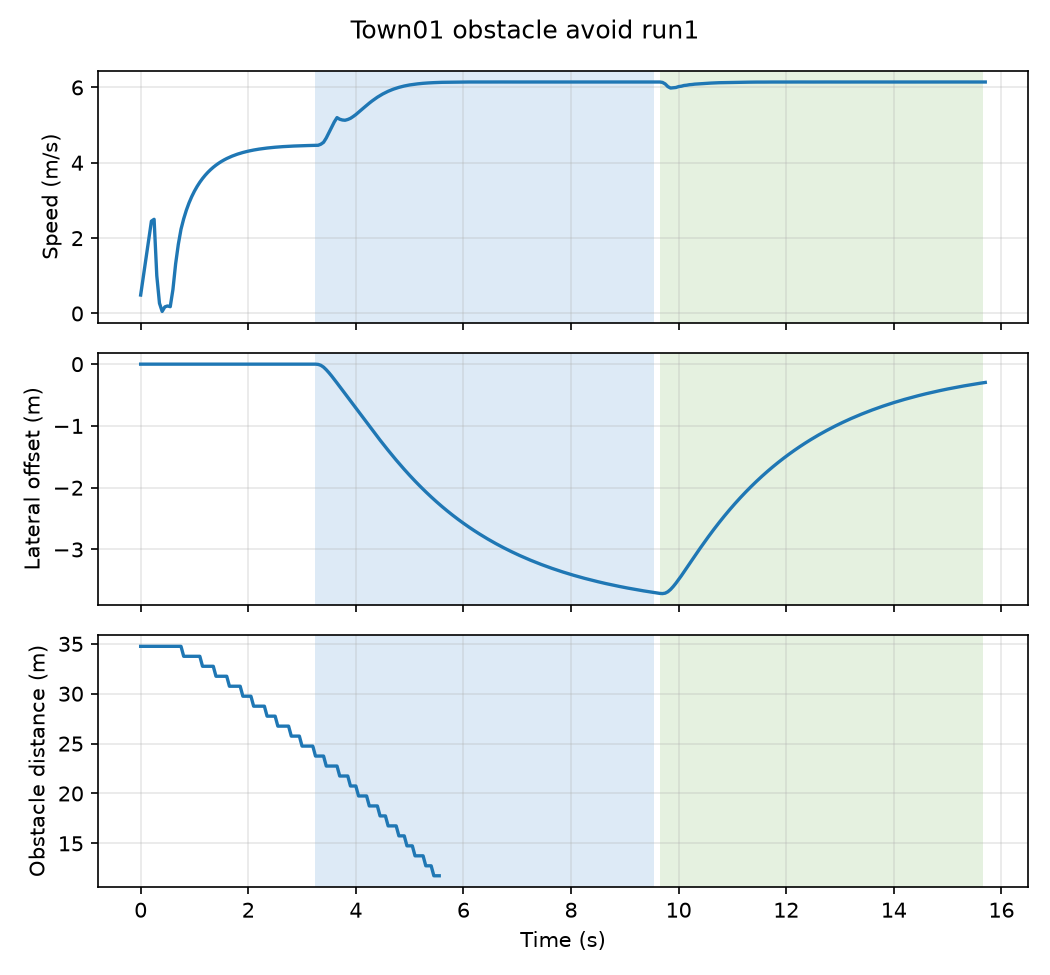 Town01 obstacle avoid run1
Speed (m/s)
6
4
2
0
Lateral offset (m)
0
−1
−2
−3
Obstacle distance (m)
35
30
25
20
15
0 2 4 6 8 10 12 14 16
Time (s)